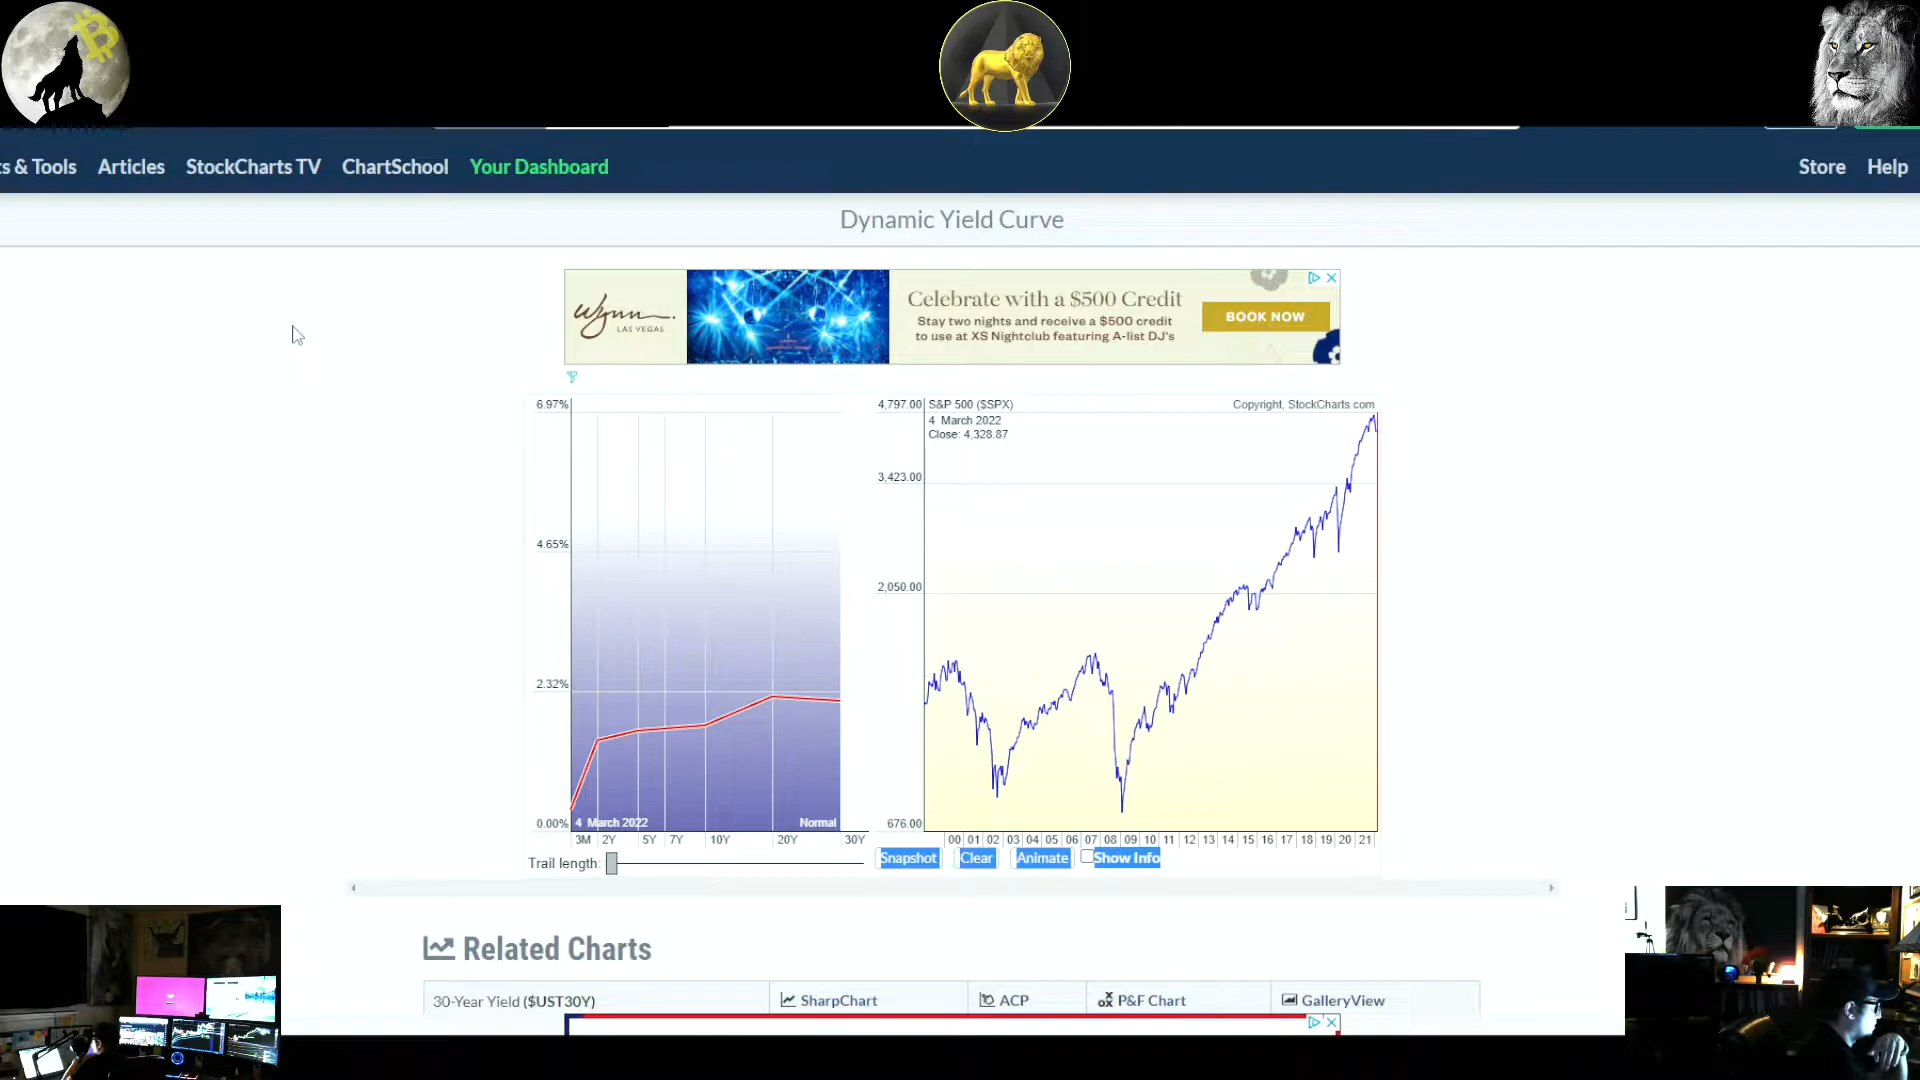 s & Tools
Articles
StockCharts TV
ChartSchool
Your Dashboard
Store
Help
Dynamic Yield Curve
Wynn
LAS VEGAS
Celebrate with a $500 Credit
Stay two nights and receive a $500 credit
to use at XS Nightclub featuring A-list DJ's
BOOK NOW
6.97%
4.65%
2.32%
0.00%
4 March 2022
Normal
3M 2Y 5Y 7Y 10Y 20Y 30Y
4,797.00
S&P 500 ($SPX)
Copyright, StockCharts.com
4 March 2022
Close: 4,328.87
3,423.00
2,050.00
676.00
00 01 02 03 04 05 06 07 08 09 10 11 12 13 14 15 16 17 18 19 20 21
Trail length:
Snapshot
Clear
Animate
Show Info
Related Charts
30-Year Yield ($UST30Y)
SharpChart
ACP
P&F Chart
GalleryView